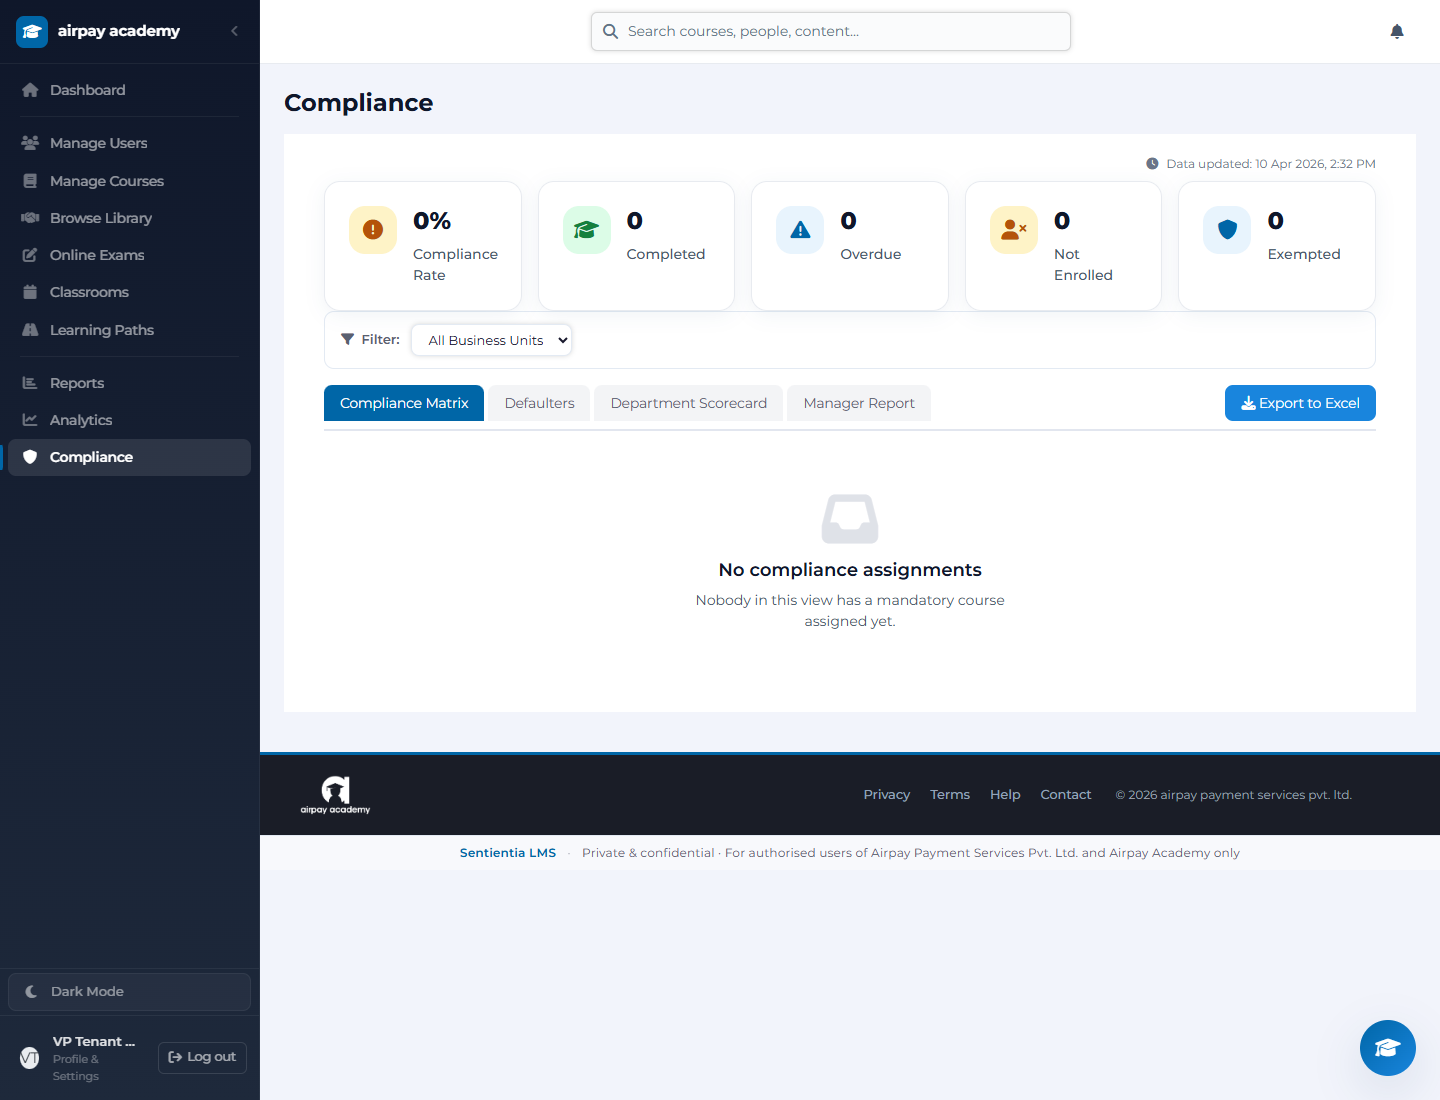 airpay academy
Search courses, people, content...
Dashboard
Manage Users
Manage Courses
Browse Library
Online Exams
Classrooms
Learning Paths
Reports
Analytics
Compliance
Dark Mode
VT
VP Tenant ...
Profile &
Settings
Log out
Compliance
Data updated: 10 Apr 2026, 2:32 PM
0%
Compliance
Rate
0
Completed
0
Overdue
0
Not
Enrolled
0
Exempted
Filter:
All Business Units
Compliance Matrix
Defaulters
Department Scorecard
Manager Report
Export to Excel
No compliance assignments
Nobody in this view has a mandatory course
assigned yet.
airpay academy
Privacy
Terms
Help
Contact
© 2026 airpay payment services pvt. ltd.
Sentientia LMS · Private & confidential · For authorised users of Airpay Payment Services Pvt. Ltd. and Airpay Academy only